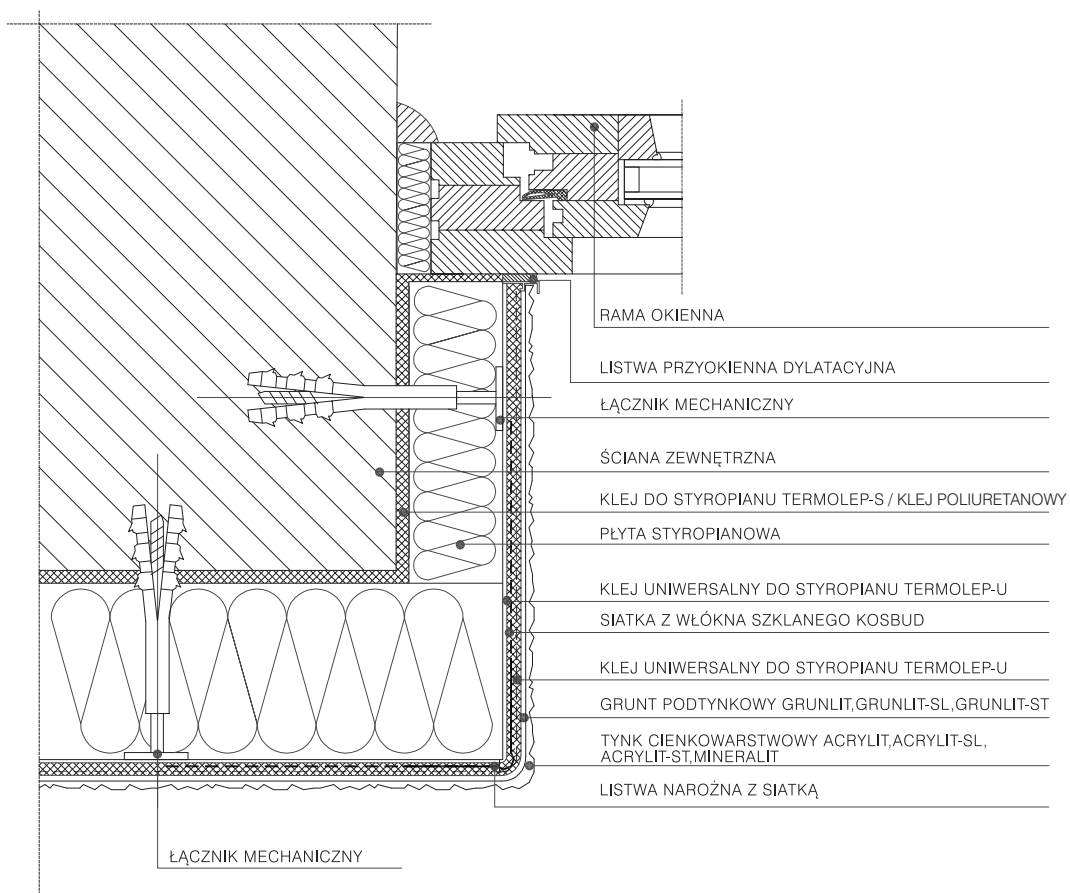 RAMA OKIENNA
LISTWA PRZYOKIENNA DYLATACYJNA
ŁĄCZNIK MECHANICZNY
ŚCIANA ZEWNĘTRZNA
KLEJ DO STYROPIANU TERMOLEP-S / KLEJ POLIURETANOWY
PŁYTA STYROPIANOWA
KLEJ UNIWERSALNY DO STYROPIANU TERMOLEP-U
SIATKA Z WŁÓKNA SZKLANEGO KOSBUD
KLEJ UNIWERSALNY DO STYROPIANU TERMOLEP-U
GRUNT PODTYNKOWY GRUNLIT,GRUNLIT-SL,GRUNLIT-ST
TYNK CIENKOWARSTWOWY ACRYLIT,ACRYLIT-SL,
ACRYLIT-ST,MINERALIT
LISTWA NAROŻNA Z SIATKĄ
ŁĄCZNIK MECHANICZNY